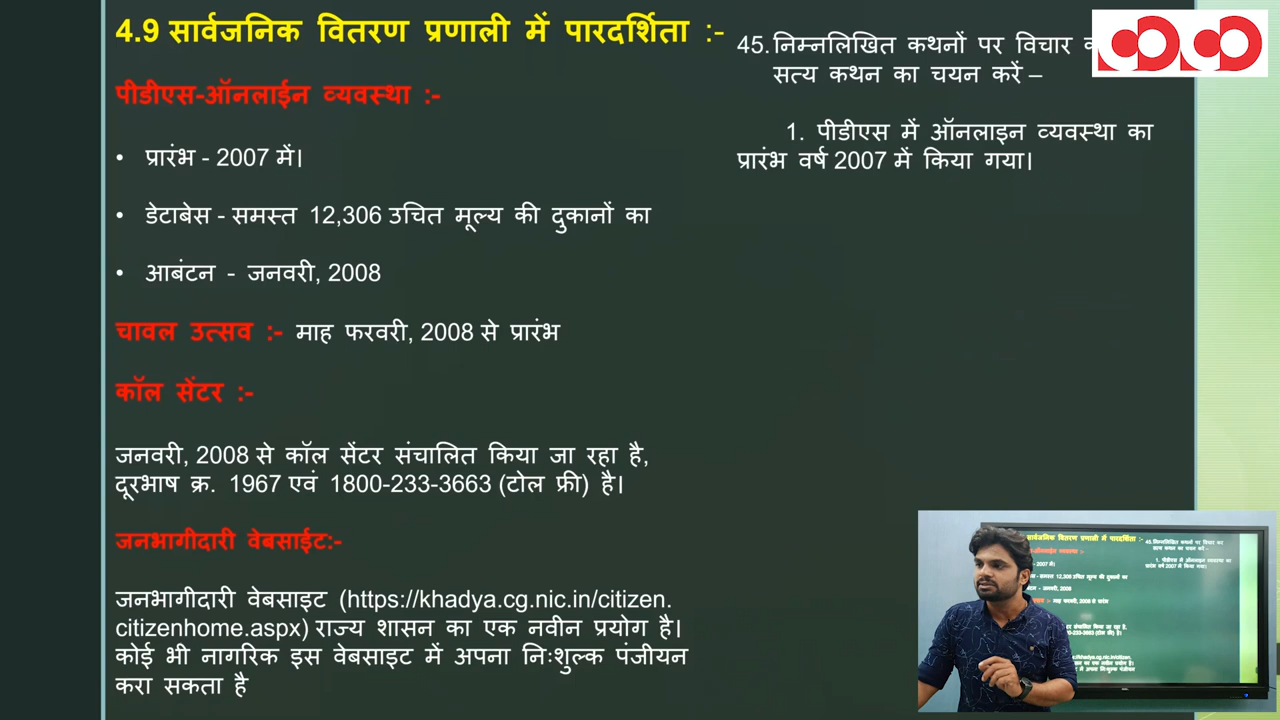 4.9 सार्वजनिक वितरण प्रणाली में पारदर्शिता :-
पीडीएस-ऑनलाईन व्यवस्था :-
• प्रारंभ - 2007 में।
• डेटाबेस - समस्त 12,306 उचित मूल्य की दुकानों का
• आबंटन - जनवरी, 2008
चावल उत्सव :- माह फरवरी, 2008 से प्रारंभ
कॉल सेंटर :-
जनवरी, 2008 से कॉल सेंटर संचालित किया जा रहा है,
दूरभाष क्र. 1967 एवं 1800-233-3663 (टोल फ्री) है।
जनभागीदारी वेबसाईट:-
जनभागीदारी वेबसाइट (https://khadya.cg.nic.in/citizen.
citizenhome.aspx) राज्य शासन का एक नवीन प्रयोग है।
कोई भी नागरिक इस वेबसाइट में अपना निःशुल्क पंजीयन
करा सकता है
45. निम्नलिखित कथनों पर विचार
सत्य कथन का चयन करें –
1. पीडीएस में ऑनलाइन व्यवस्था का
प्रारंभ वर्ष 2007 में किया गया।